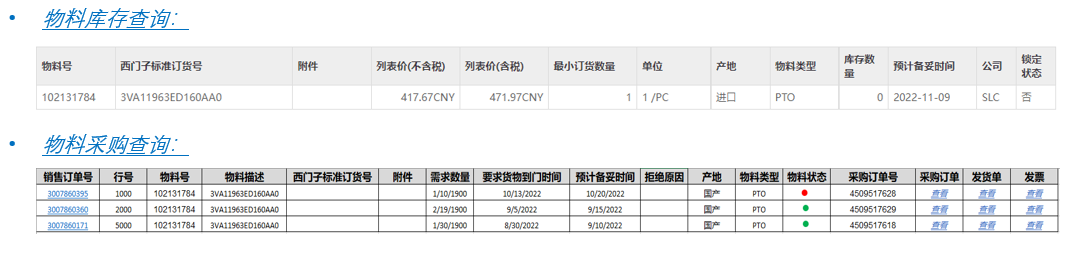 • 物料库存查询：
物料号 西门子标准订货号 附件 列表价(不含税) 列表价(含税) 最小订货数量 单位 产地 物料类型 库存数量 预计备妥时间 公司 锁定状态
102131784 3VA11963ED160AA0 417.67CNY 471.97CNY 1 1 /PC 进口 PTO 0 2022-11-09 SLC 否
• 物料采购查询：
销售订单号 行号 物料号 物料描述 西门子标准订货号 附件 需求数量 要求货物到门时间 预计备妥时间 拒绝原因 产地 物料类型 物料状态 采购订单号 采购订单 发货单 发票
3007860395 1000 102131784 3VA11963ED160AA0 1/10/1900 10/13/2022 10/20/2022 国产 PTO 4509517628 查看 查看 查看
3007860360 2000 102131784 3VA11963ED160AA0 2/19/1900 9/5/2022 9/15/2022 国产 PTO 4509517629 查看 查看 查看
3007860171 5000 102131784 3VA11963ED160AA0 1/30/1900 8/30/2022 9/10/2022 国产 PTO 4509517618 查看 查看 查看